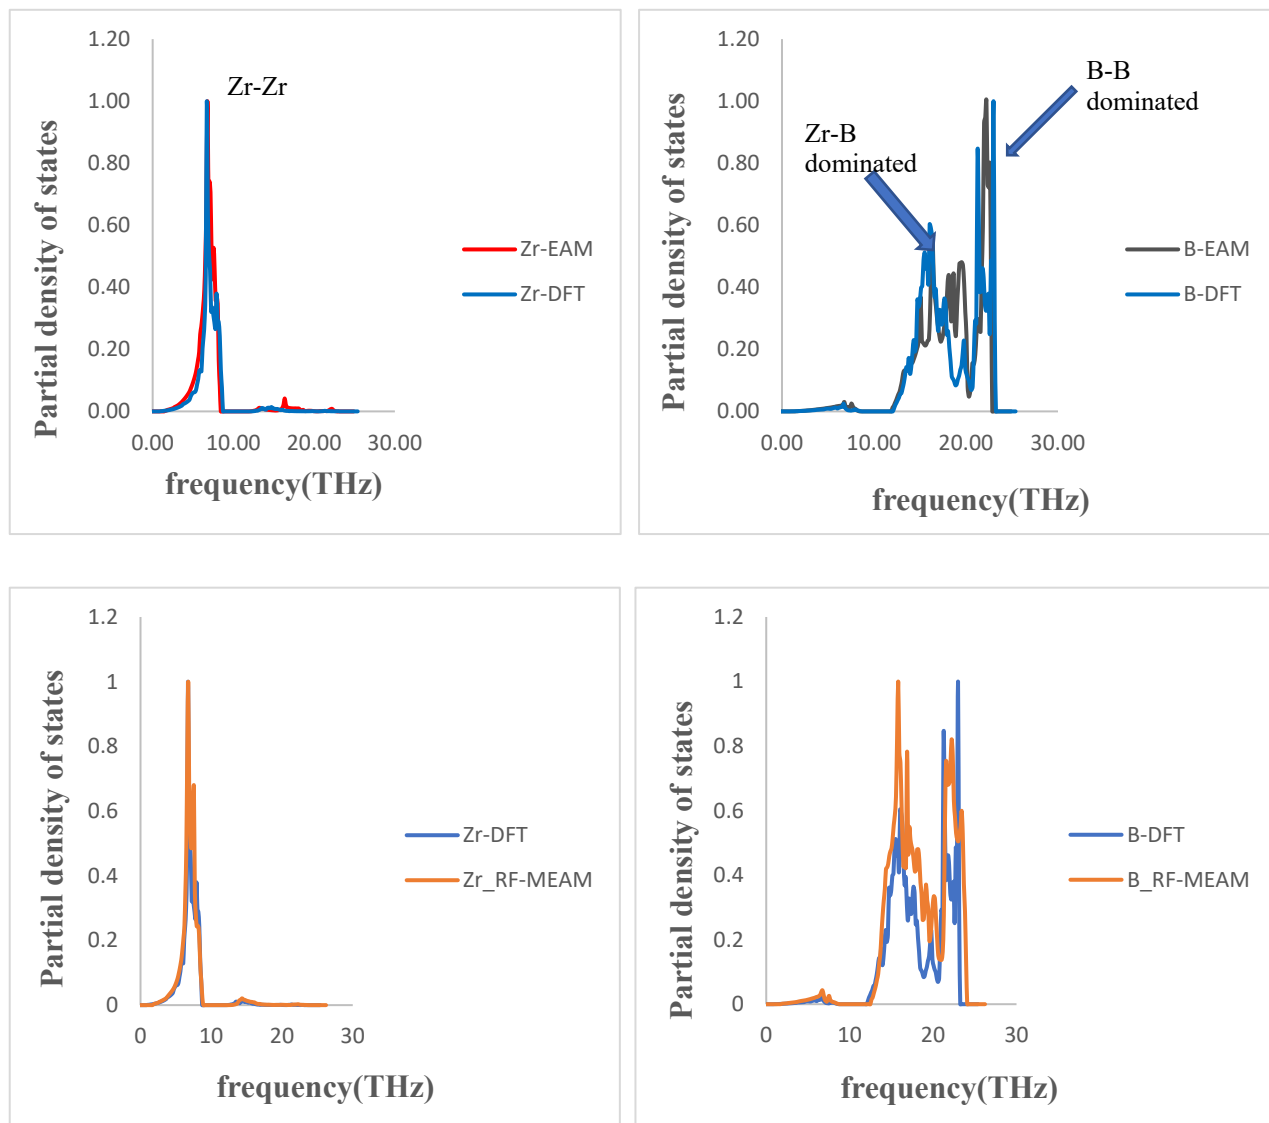 1.20
1.00
0.80
0.60
0.40
0.20
0.00
0.00 10.00 20.00 30.00
Partial density of states
frequency(THz)
Zr-Zr
Zr-EAM
Zr-DFT
1.20
1.00
0.80
0.60
0.40
0.20
0.00
0.00 10.00 20.00 30.00
Partial density of states
frequency(THz)
Zr-B
dominated
B-B
dominated
B-EAM
B-DFT
1.2
1
0.8
0.6
0.4
0.2
0
0 10 20 30
Partial density of states
frequency(THz)
Zr-DFT
Zr_RF-MEAM
1.2
1
0.8
0.6
0.4
0.2
0
0 10 20 30
Partial density of states
frequency(THz)
B-DFT
B_RF-MEAM